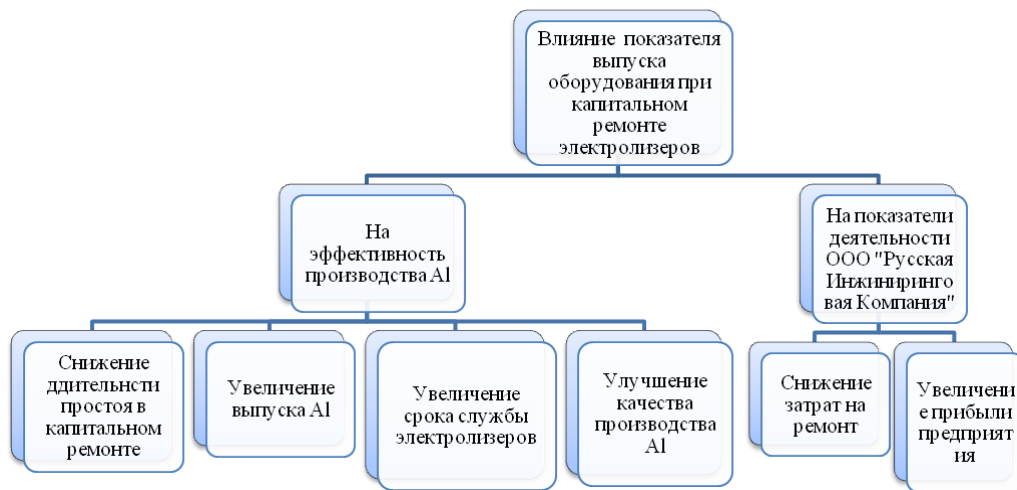 Влияние показателя
выпуска
оборудования при
капитальном
ремонте
электролизеров
На
эффективность
производства Al
На показатели
деятельности
ООО "Русская
Инжиниринго
вая Компания"
Снижение
ддительнсти
простоя в
капитальном
ремонте
Увеличение
выпуска Al
Увеличение
срока службы
электролизеров
Улучшение
качества
производства
Al
Снижение
затрат на
ремонт
Увеличени
е прибыли
предприят
ия